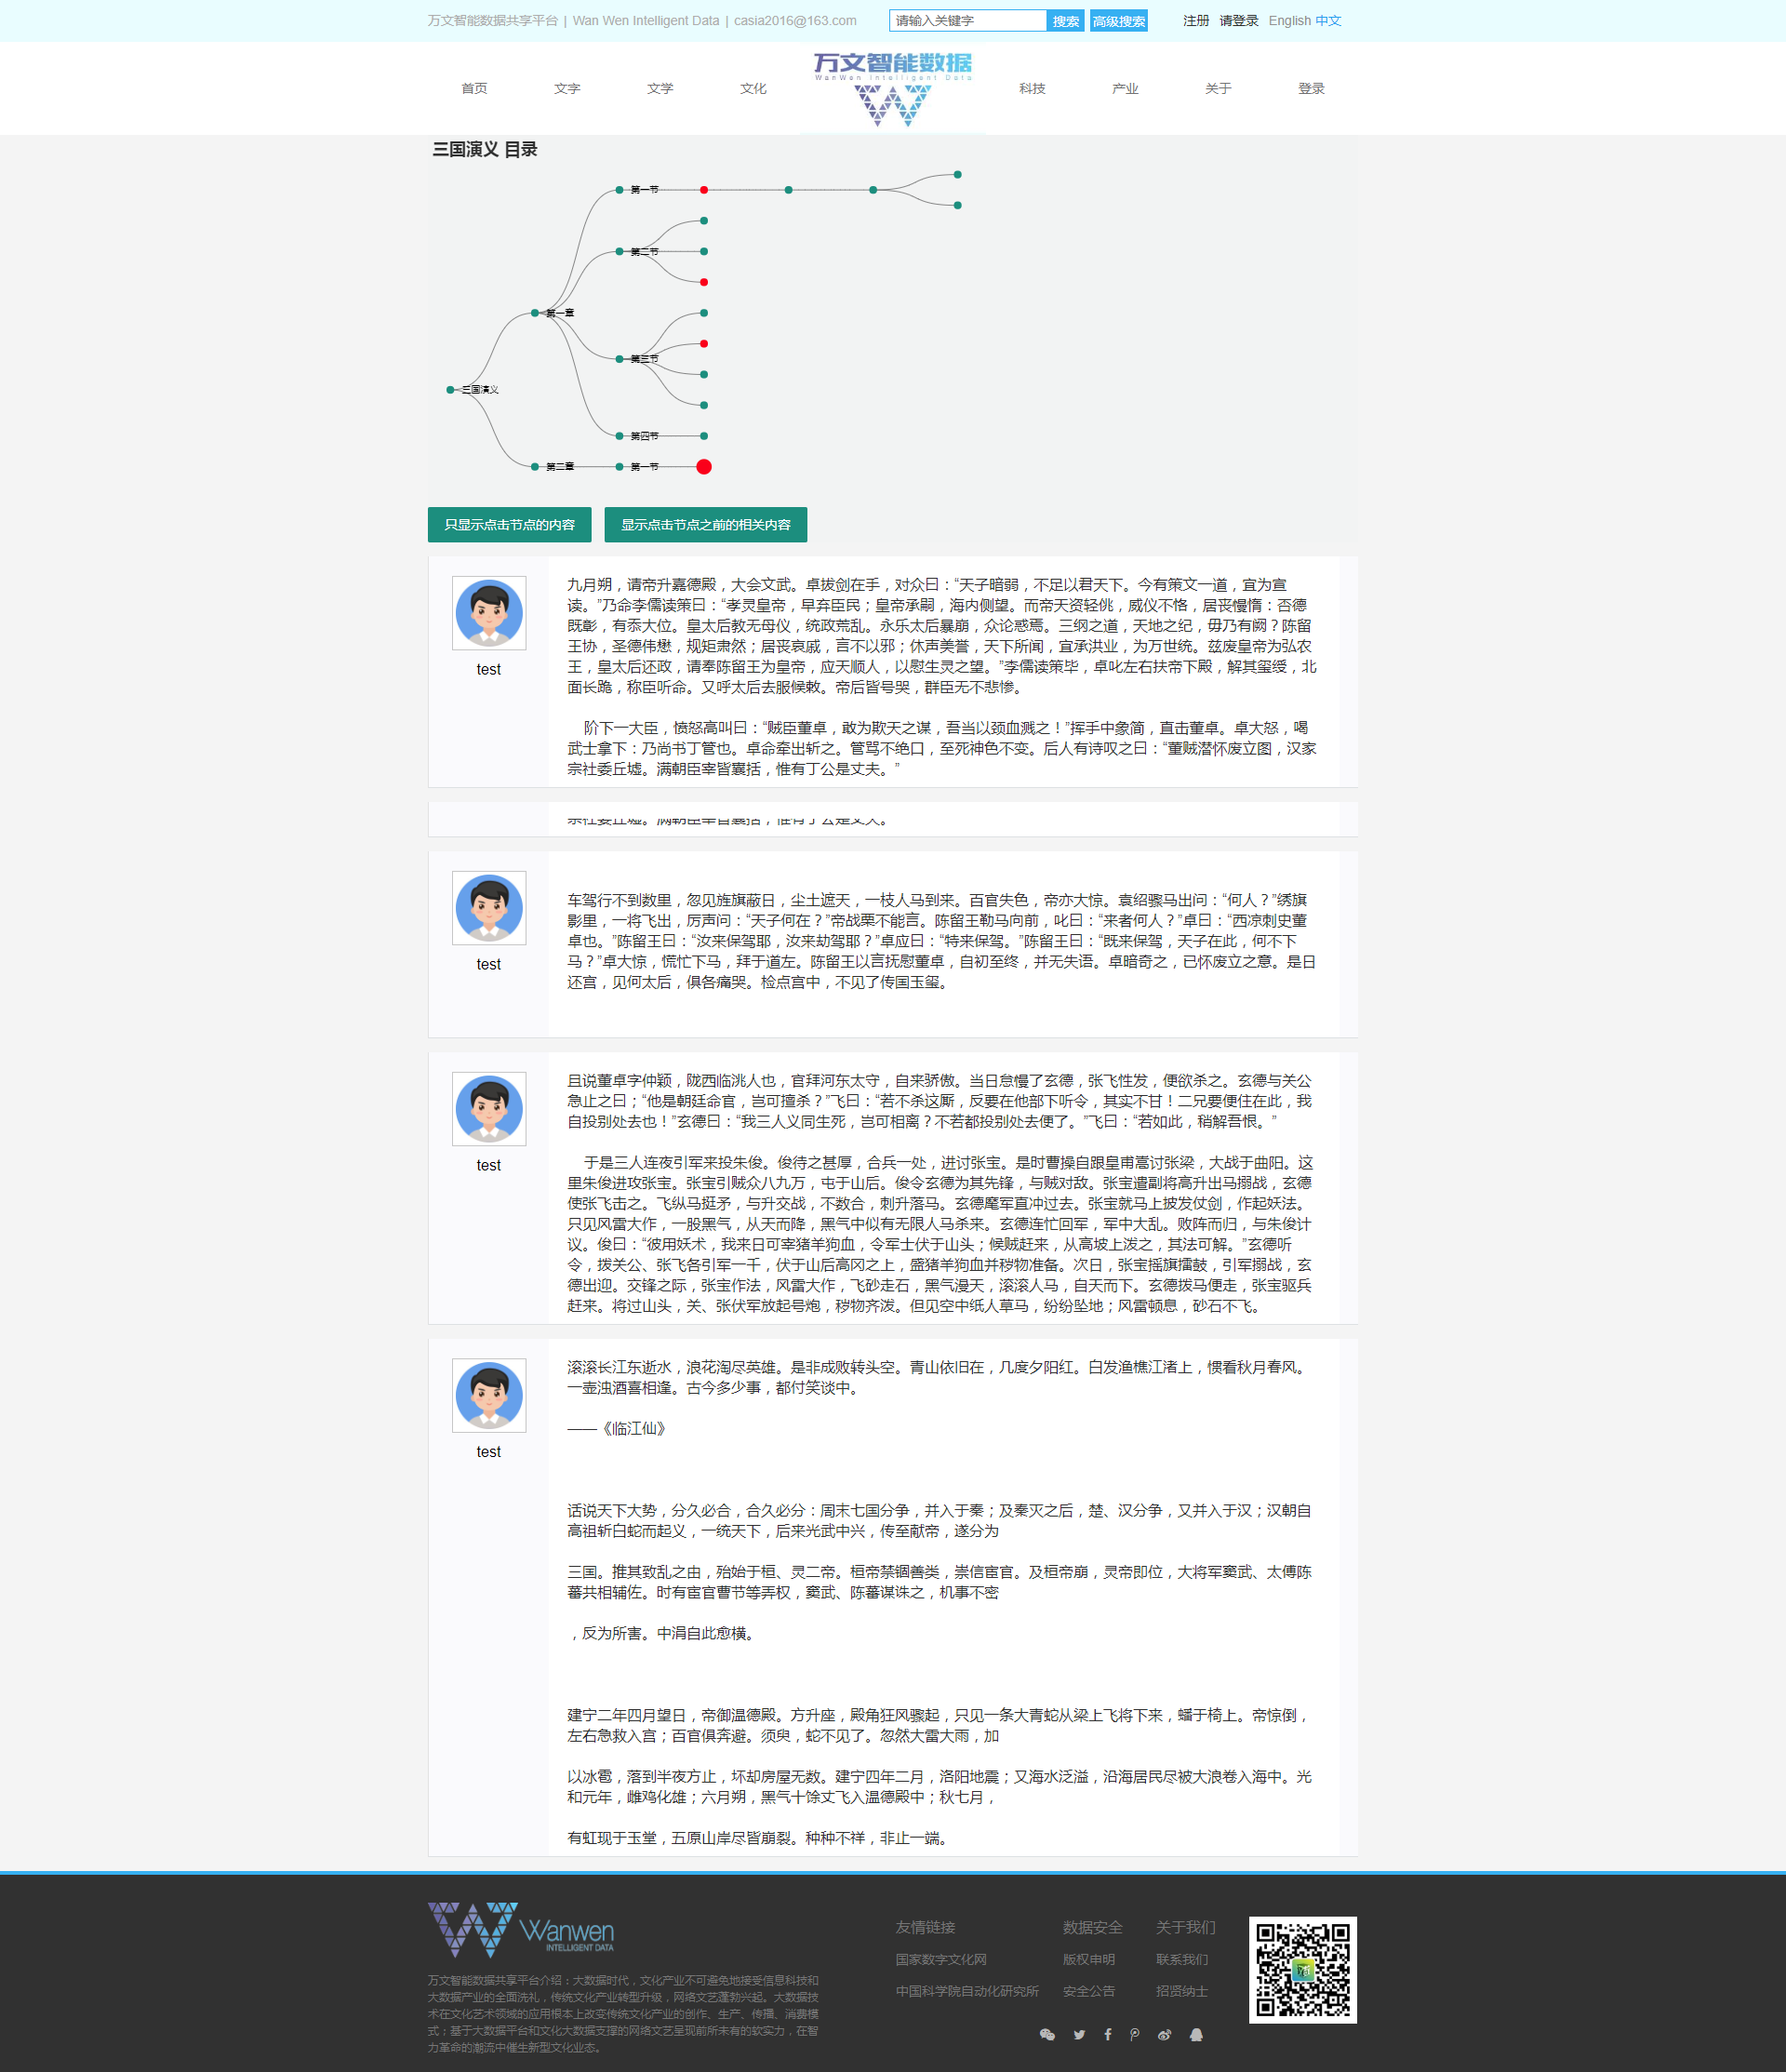 万文智能数据共享平台 | Wan Wen Intelligent Data | casia2016@163.com
请输入关键字 搜索 高级搜索 注册 请登录 English 中文
万文智能数据
WanWen Intelligent Data
首页 文字 文学 文化 科技 产业 关于 登录
三国演义 目录
第一节
第二节
第一章
第三节
三国演义
第四节
第二章 第一节
只显示点击节点的内容 显示点击节点之前的相关内容
test
九月朔，请帝升嘉德殿，大会文武。卓拔剑在手，对众曰：“天子暗弱，不足以君天下。今有策文一道，宜为宣
读。”乃命李儒读策曰：“孝灵皇帝，早弃臣民；皇帝承嗣，海内侧望。而帝天资轻佻，威仪不恪，居丧慢惰：否德
既彰，有忝大位。皇太后教无母仪，统政荒乱。永乐太后暴崩，众论惑焉。三纲之道，天地之纪，毋乃有阙？陈留
王协，圣德伟懋，规矩肃然；居丧哀戚，言不以邪；休声美誉，天下所闻，宜承洪业，为万世统。兹废皇帝为弘农
王，皇太后还政，请奉陈留王为皇帝，应天顺人，以慰生灵之望。”李儒读策毕，卓叱左右扶帝下殿，解其玺绶，北
面长跪，称臣听命。又呼太后去服候敕。帝后皆号哭，群臣无不悲惨。
阶下一大臣，愤怒高叫曰：“贼臣董卓，敢为欺天之谋，吾当以颈血溅之！”挥手中象简，直击董卓。卓大怒，喝
武士拿下：乃尚书丁管也。卓命牵出斩之。管骂不绝口，至死神色不变。后人有诗叹之曰：“董贼潜怀废立图，汉家
宗社委丘墟。满朝臣宰皆囊括，惟有丁公是丈夫。”
test
车驾行不到数里，忽见旌旗蔽日，尘土遮天，一枝人马到来。百官失色，帝亦大惊。袁绍骤马出问：“何人？”绣旗
影里，一将飞出，厉声问：“天子何在？”帝战栗不能言。陈留王勒马向前，叱曰：“来者何人？”卓曰：“西凉刺史董
卓也。”陈留王曰：“汝来保驾耶，汝来劫驾耶？”卓应曰：“特来保驾。”陈留王曰：“既来保驾，天子在此，何不下
马？”卓大惊，慌忙下马，拜于道左。陈留王以言抚慰董卓，自初至终，并无失语。卓暗奇之，已怀废立之意。是日
还宫，见何太后，俱各痛哭。检点宫中，不见了传国玉玺。
test
且说董卓字仲颖，陇西临洮人也，官拜河东太守，自来骄傲。当日怠慢了玄德，张飞性发，便欲杀之。玄德与关公
急止之曰；“他是朝廷命官，岂可擅杀？”飞曰：“若不杀这厮，反要在他部下听令，其实不甘！二兄要便住在此，我
自投别处去也！”玄德曰：“我三人义同生死，岂可相离？不若都投别处去便了。”飞曰：“若如此，稍解吾恨。”
于是三人连夜引军来投朱俊。俊待之甚厚，合兵一处，进讨张宝。是时曹操自跟皇甫嵩讨张梁，大战于曲阳。这
里朱俊进攻张宝。张宝引贼众八九万，屯于山后。俊令玄德为其先锋，与贼对敌。张宝遣副将高升出马搦战，玄德
使张飞击之。飞纵马挺矛，与升交战，不数合，刺升落马。玄德麾军直冲过去。张宝就马上披发仗剑，作起妖法。
只见风雷大作，一股黑气，从天而降，黑气中似有无限人马杀来。玄德连忙回军，军中大乱。败阵而归，与朱俊计
议。俊曰：“彼用妖术，我来日可宰猪羊狗血，令军士伏于山头；候贼赶来，从高坡上泼之，其法可解。”玄德听
令，拨关公、张飞各引军一千，伏于山后高冈之上，盛猪羊狗血并秽物准备。次日，张宝摇旗擂鼓，引军搦战，玄
德出迎。交锋之际，张宝作法，风雷大作，飞砂走石，黑气漫天，滚滚人马，自天而下。玄德拨马便走，张宝驱兵
赶来。将过山头，关、张伏军放起号炮，秽物齐泼。但见空中纸人草马，纷纷坠地；风雷顿息，砂石不飞。
test
滚滚长江东逝水，浪花淘尽英雄。是非成败转头空。青山依旧在，几度夕阳红。白发渔樵江渚上，惯看秋月春风。
一壶浊酒喜相逢。古今多少事，都付笑谈中。
——《临江仙》
话说天下大势，分久必合，合久必分：周末七国分争，并入于秦；及秦灭之后，楚、汉分争，又并入于汉；汉朝自
高祖斩白蛇而起义，一统天下，后来光武中兴，传至献帝，遂分为
三国。推其致乱之由，殆始于桓、灵二帝。桓帝禁锢善类，崇信宦官。及桓帝崩，灵帝即位，大将军窦武、太傅陈
蕃共相辅佐。时有宦官曹节等弄权，窦武、陈蕃谋诛之，机事不密
，反为所害。中涓自此愈横。
建宁二年四月望日，帝御温德殿。方升座，殿角狂风骤起，只见一条大青蛇从梁上飞将下来，蟠于椅上。帝惊倒，
左右急救入宫；百官俱奔避。须臾，蛇不见了。忽然大雷大雨，加
以冰雹，落到半夜方止，坏却房屋无数。建宁四年二月，洛阳地震；又海水泛溢，沿海居民尽被大浪卷入海中。光
和元年，雌鸡化雄；六月朔，黑气十馀丈飞入温德殿中；秋七月，
有虹现于玉堂，五原山岸尽皆崩裂。种种不祥，非止一端。
Wanwen
INTELLIGENT DATA
万文智能数据共享平台介绍：大数据时代，文化产业不可避免地接受信息科技和
大数据产业的全面洗礼，传统文化产业转型升级，网络文艺蓬勃兴起。大数据技
术在文化艺术领域的应用根本上改变传统文化产业的创作、生产、传播、消费模
式；基于大数据平台和文化大数据支撑的网络文艺呈现前所未有的软实力，在智
力革命的潮流中催生新型文化业态。
友情链接 数据安全 关于我们
国家数字文化网 版权申明 联系我们
中国科学院自动化研究所 安全公告 招贤纳士